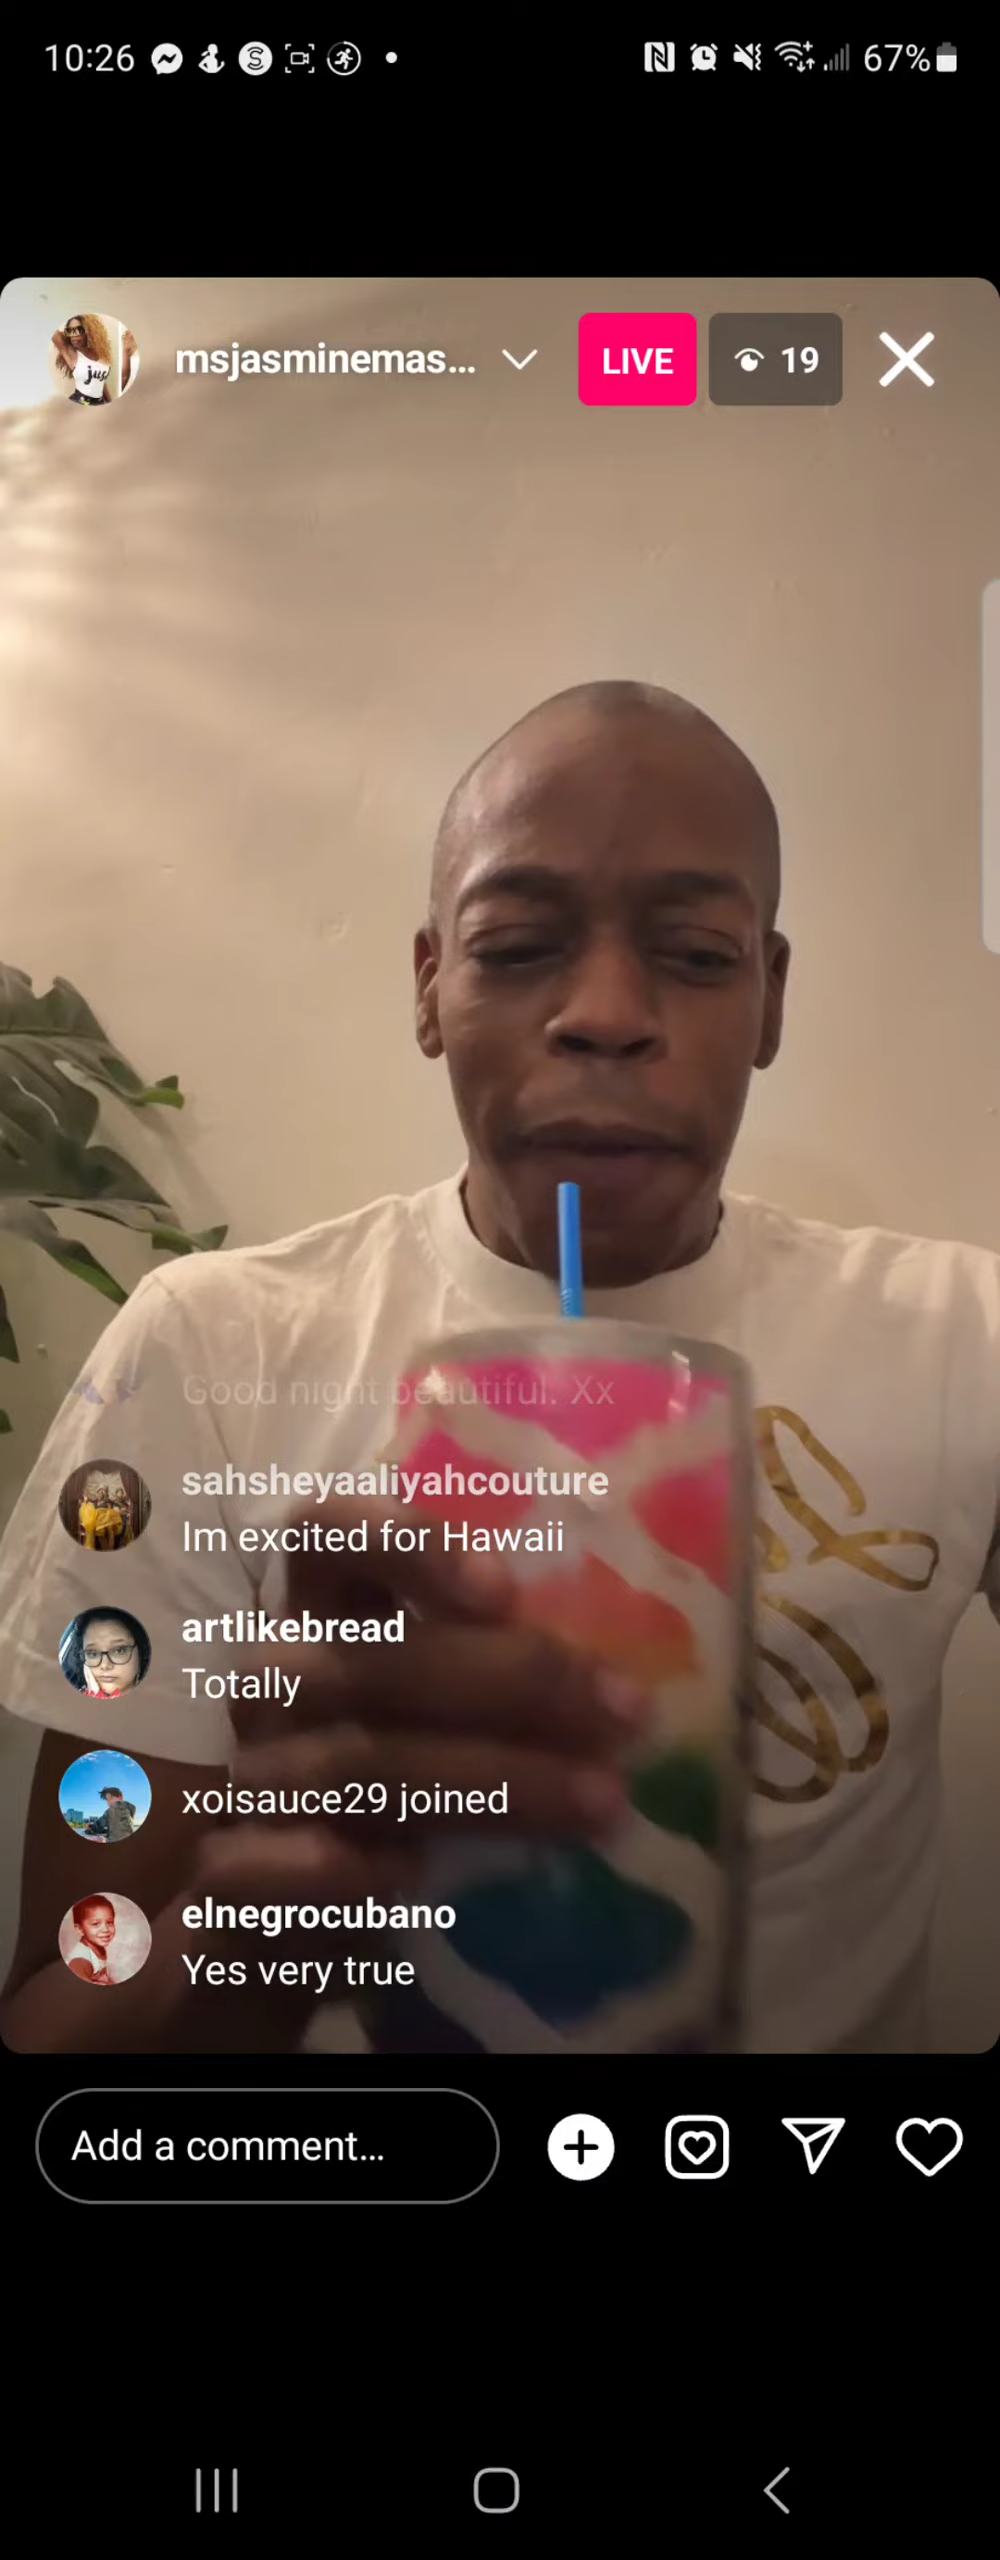 10:26
67%
msjasminemas...
LIVE
19
Good night beautiful. Xx
sahsheyaaliyahcouture
Im excited for Hawaii
artlikebread
Totally
xoisauce29 joined
elnegrocubano
Yes very true
Add a comment...